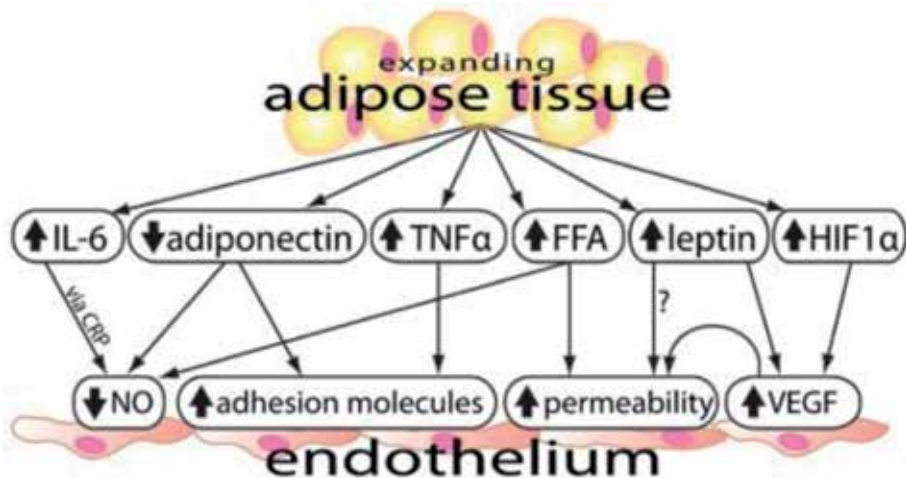 expanding
adipose tissue
IL-6 adiponectin TNFα FFA leptin HIF1α
via CRP
?
NO adhesion molecules permeability VEGF
endothelium